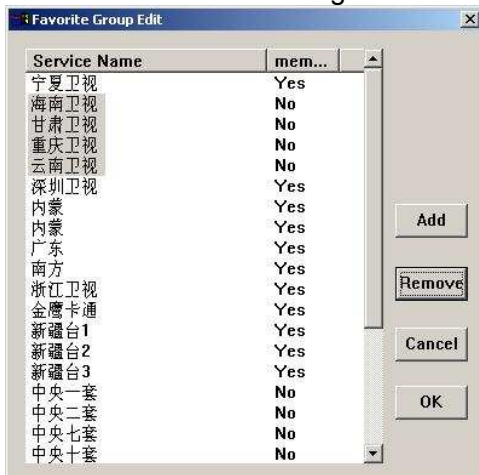 Favorite Group Edit
Service Name mem...
宁夏卫视 Yes
海南卫视 No
甘肃卫视 No
重庆卫视 No
云南卫视 No
深圳卫视 Yes
内蒙 Yes
内蒙 Yes
广东 Yes
南方 Yes
浙江卫视 Yes
金鹰卡通 Yes
新疆台1 Yes
新疆台2 Yes
新疆台3 Yes
中央一套 No
中央二套 No
中央七套 No
中央十套 No
Add
Remove
Cancel
OK